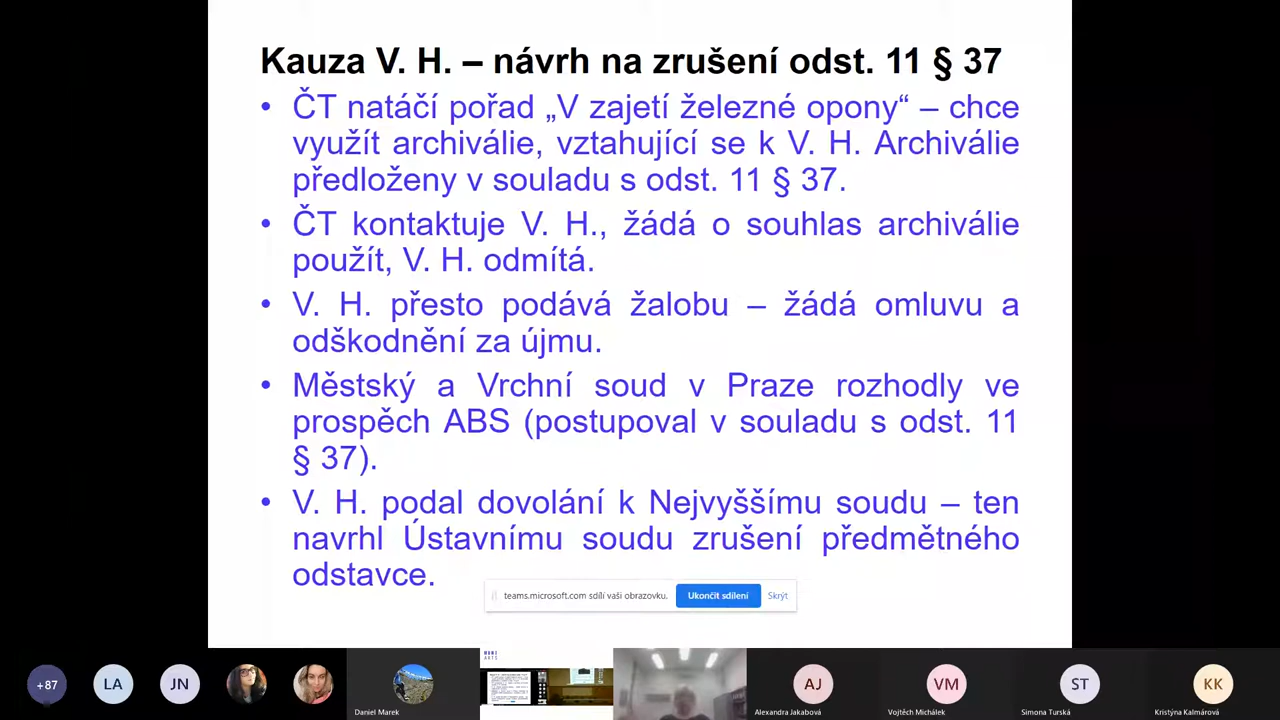 Kauza V. H. – návrh na zrušení odst. 11 § 37
• ČT natáčí pořad „V zajetí železné opony“ – chce
využít archiválie, vztahující se k V. H. Archiválie
předloženy v souladu s odst. 11 § 37.
• ČT kontaktuje V. H., žádá o souhlas archiválie
použít, V. H. odmítá.
• V. H. přesto podává žalobu – žádá omluvu a
odškodnění za újmu.
• Městský a Vrchní soud v Praze rozhodly ve
prospěch ABS (postupoval v souladu s odst. 11
§ 37).
• V. H. podal dovolání k Nejvyššímu soudu – ten
navrhl Ústavnímu soudu zrušení předmětného
odstavce.
teams.microsoft.com sdílí vaši obrazovku. Ukončit sdílení Skrýt
MUNI
ARTS
+87 LA JN AJ VM ST KK
Daniel Marek Alexandra Jakabová Vojtěch Michálek Simona Turská Kristýna Kalmárová